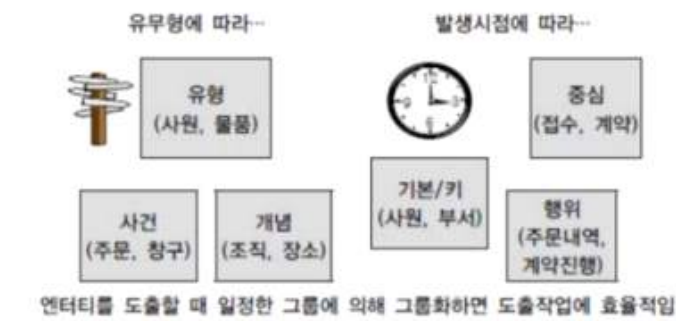 유무형에 따라…
발생시점에 따라…
유형
(사원, 물품)
중심
(접수, 계약)
사건
(주문, 창구)
개념
(조직, 장소)
기본/키
(사원, 부서)
행위
(주문내역,
계약진행)
엔터티를 도출할 때 일정한 그룹에 의해 그룹화하면 도출작업에 효율적임